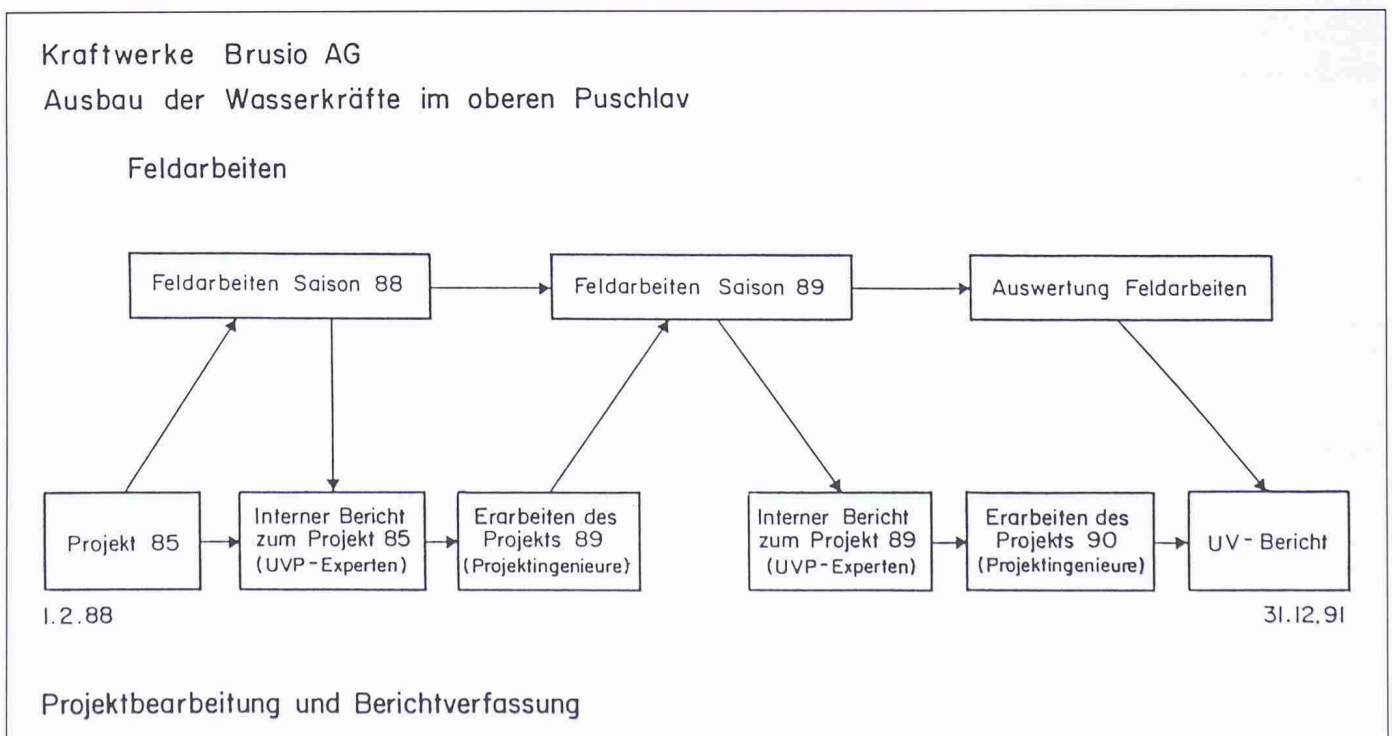 Kraftwerke Brusio AG
Ausbau der Wasserkräfte im oberen Puschlav
Feldarbeiten
Feldarbeiten Saison 88
Feldarbeiten Saison 89
Auswertung Feldarbeiten
Projekt 85
Interner Bericht
zum Projekt 85
(UVP-Experten)
Erarbeiten des
Projekts 89
(Projektingenieure)
Interner Bericht
zum Projekt 89
(UVP-Experten)
Erarbeiten des
Projekts 90
(Projektingenieure)
UV-Bericht
1.2.88
31.12.91
Projektbearbeitung und Berichtverfassung